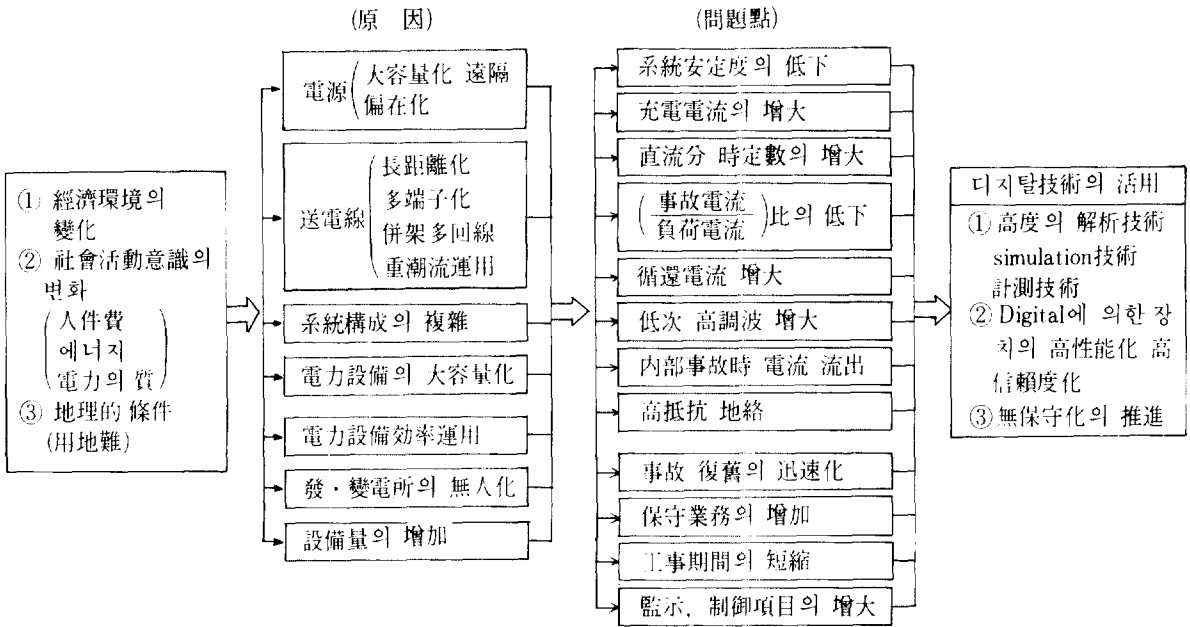 (原 因)
(問題點)
① 經濟環境의
變化
② 社會活動意識의
변화
人件費
에너지
電力의 質
③ 地理的 條件
(用地難)
電源
大容量化 遠隔
偏在化
送電線
長距離化
多端子化
併架多回線
重潮流運用
系統構成의 複雜
電力設備의 大容量化
電力設備効率運用
發·變電所의 無人化
設備量의 增加
系統安定度의 低下
充電電流의 增大
直流分 時定數의 增大
(事故電流
負荷電流)比의 低下
循還電流 增大
低次 高調波 增大
内部事故時 電流 流出
高抵抗 地絡
事故 復舊의 迅速化
保守業務의 增加
工事期間의 短縮
監示, 制御項目의 增大
디지탈技術의 活用
① 高度의 解析技術
simulation技術
計測技術
② Digital에 의한 장
치의 高性能化 高
信賴度化
③ 無保守化의 推進